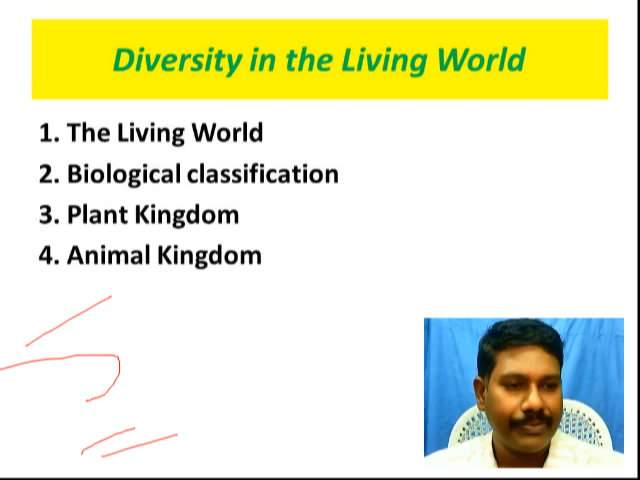 Diversity in the Living World
1. The Living World
2. Biological classification
3. Plant Kingdom
4. Animal Kingdom